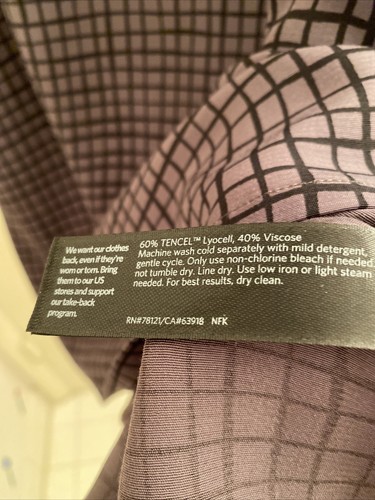 We want our clothes
back, even if they're
worn or torn. Bring
them to our US
stores and support
our take-back
program.
60% TENCEL™ Lyocell, 40% Viscose
Machine wash cold separately with mild detergent,
gentle cycle. Only use non-chlorine bleach if needed.
not tumble dry. Line dry. Use low iron or light steam
needed. For best results, dry clean.
RN#78121/CA#63918 NFK